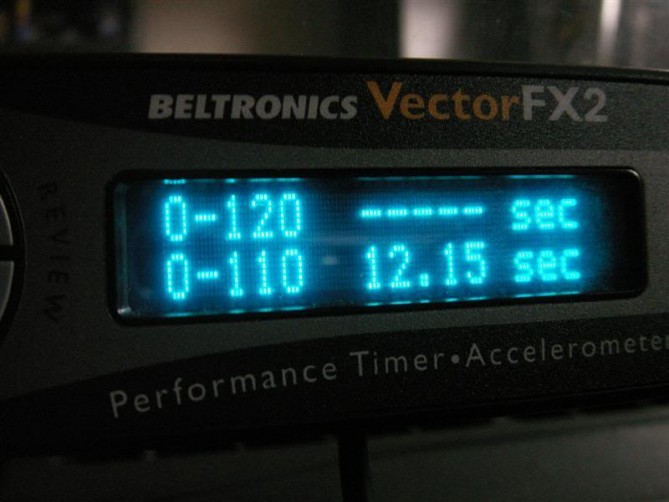 BELTRONICS VectorFX2
0-120 ----- sec
0-110 12.15 sec
REVIEW
Performance Timer•Accelerometer